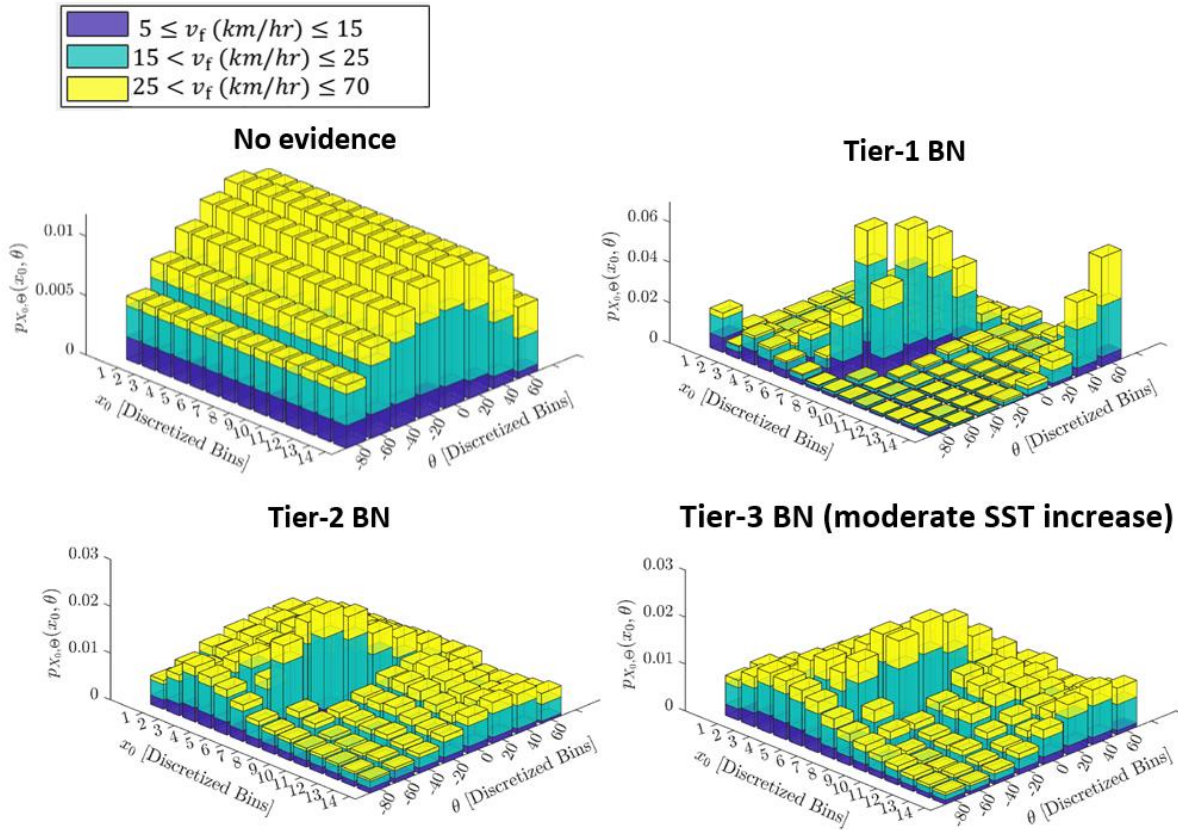 5 ≤ v_f (km/hr) ≤ 15
15 < v_f (km/hr) ≤ 25
25 < v_f (km/hr) ≤ 70
No evidence
0.01
0.005
0
p_{X_0,Θ}(x_0, θ)
1 2 3 4 5 6 7 8 9 10 11 12 13 14
x_0 [Discretized Bins]
-80 -60 -40 -20 0 20 40 60
θ [Discretized Bins]
Tier-1 BN
0.06
0.04
0.02
0
p_{X_0,Θ}(x_0, θ)
1 2 3 4 5 6 7 8 9 10 11 12 13 14
x_0 [Discretized Bins]
-80 -60 -40 -20 0 20 40 60
θ [Discretized Bins]
Tier-2 BN
0.03
0.02
0.01
0
p_{X_0,Θ}(x_0, θ)
1 2 3 4 5 6 7 8 9 10 11 12 13 14
x_0 [Discretized Bins]
-80 -60 -40 -20 0 20 40 60
θ [Discretized Bins]
Tier-3 BN (moderate SST increase)
0.03
0.02
0.01
0
p_{X_0,Θ}(x_0, θ)
1 2 3 4 5 6 7 8 9 10 11 12 13 14
x_0 [Discretized Bins]
-80 -60 -40 -20 0 20 40 60
θ [Discretized Bins]